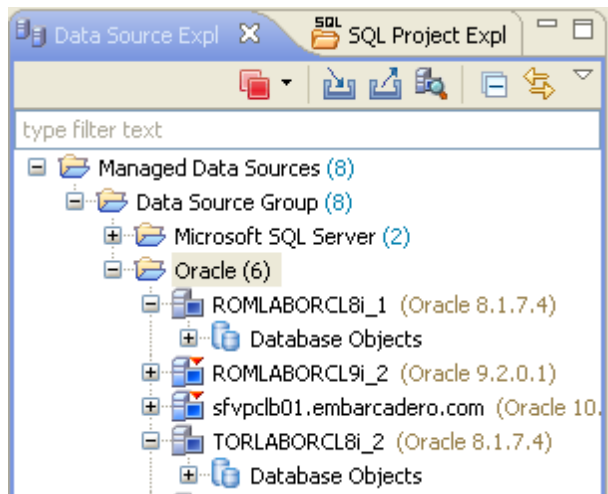 Data Source Expl
SQL
SQL Project Expl
type filter text
Managed Data Sources (8)
Data Source Group (8)
Microsoft SQL Server (2)
Oracle (6)
ROMLABORCL8i_1 (Oracle 8.1.7.4)
Database Objects
ROMLABORCL9i_2 (Oracle 9.2.0.1)
sfvpclb01.embarcadero.com (Oracle 10.
TORLABORCL8i_2 (Oracle 8.1.7.4)
Database Objects